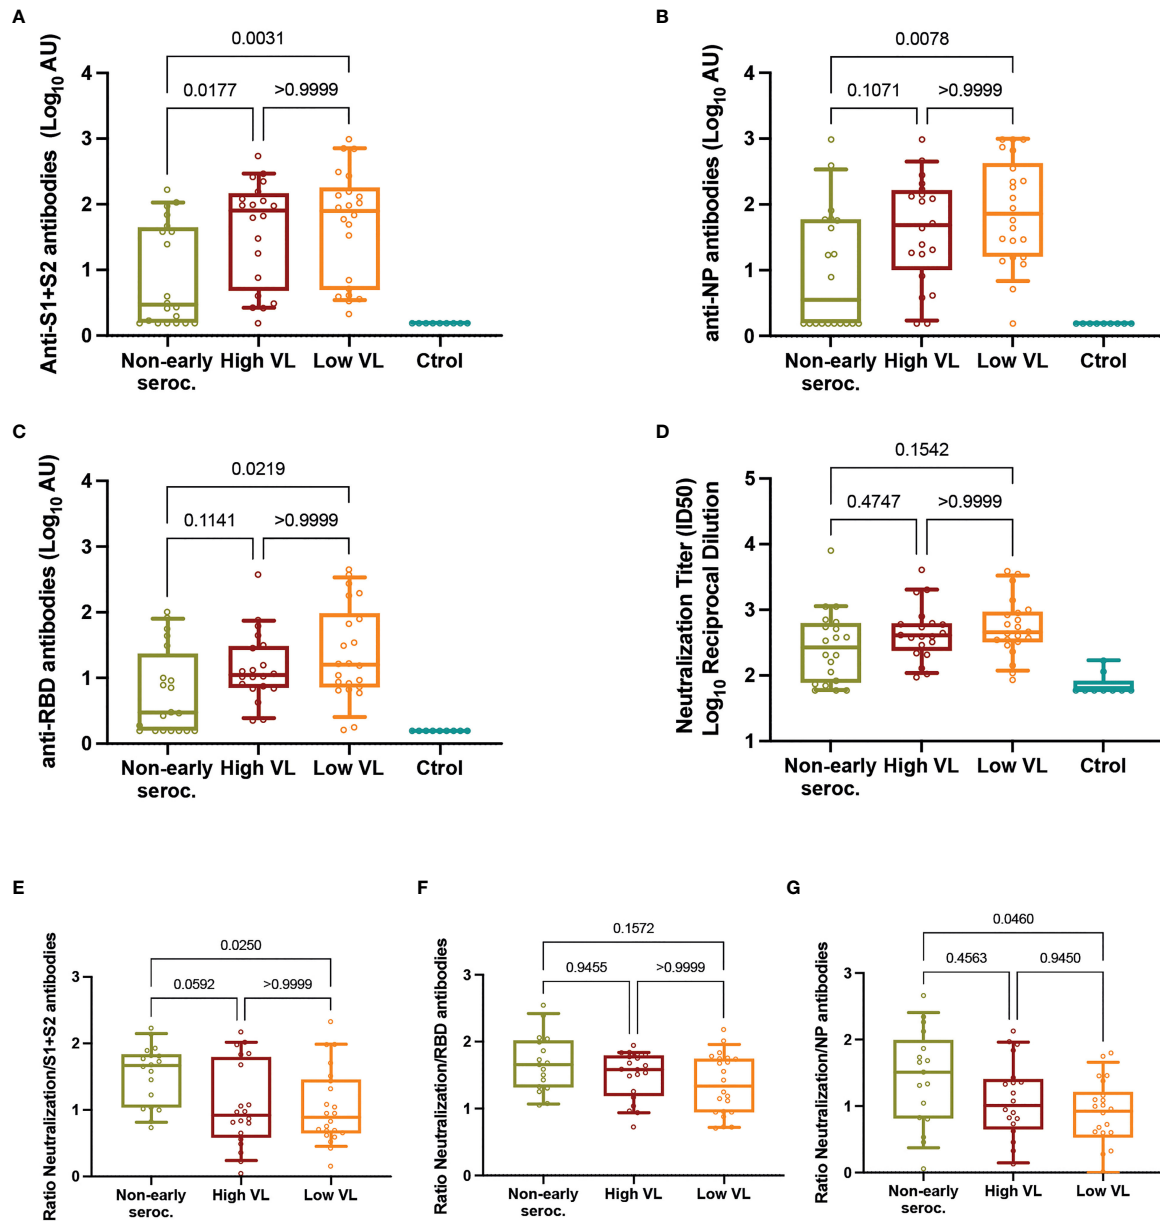 A
Anti-S1+S2 antibodies (Log10 AU)
0.0031
0.0177
>0.9999
4
3
2
1
0
Non-early
seroc.
High VL
Low VL
Ctrol
B
anti-NP antibodies (Log10 AU)
0.0078
0.1071
>0.9999
4
3
2
1
0
Non-early
seroc.
High VL
Low VL
Ctrol
C
anti-RBD antibodies (Log10 AU)
0.0219
0.1141
>0.9999
4
3
2
1
0
Non-early
seroc.
High VL
Low VL
Ctrol
D
Neutralization Titer (ID50)
Log10 Reciprocal Dilution
0.1542
0.4747
>0.9999
5
4
3
2
1
Non-early
seroc.
High VL
Low VL
Ctrol
E
Ratio Neutralization/S1+S2 antibodies
0.0250
0.0592
>0.9999
3
2
1
0
Non-early
seroc.
High VL
Low VL
F
Ratio Neutralization/RBD antibodies
0.1572
0.9455
>0.9999
3
2
1
0
Non-early
seroc.
High VL
Low VL
G
Ratio Neutralization/NP antibodies
0.0460
0.4563
0.9450
3
2
1
0
Non-early
seroc.
High VL
Low VL